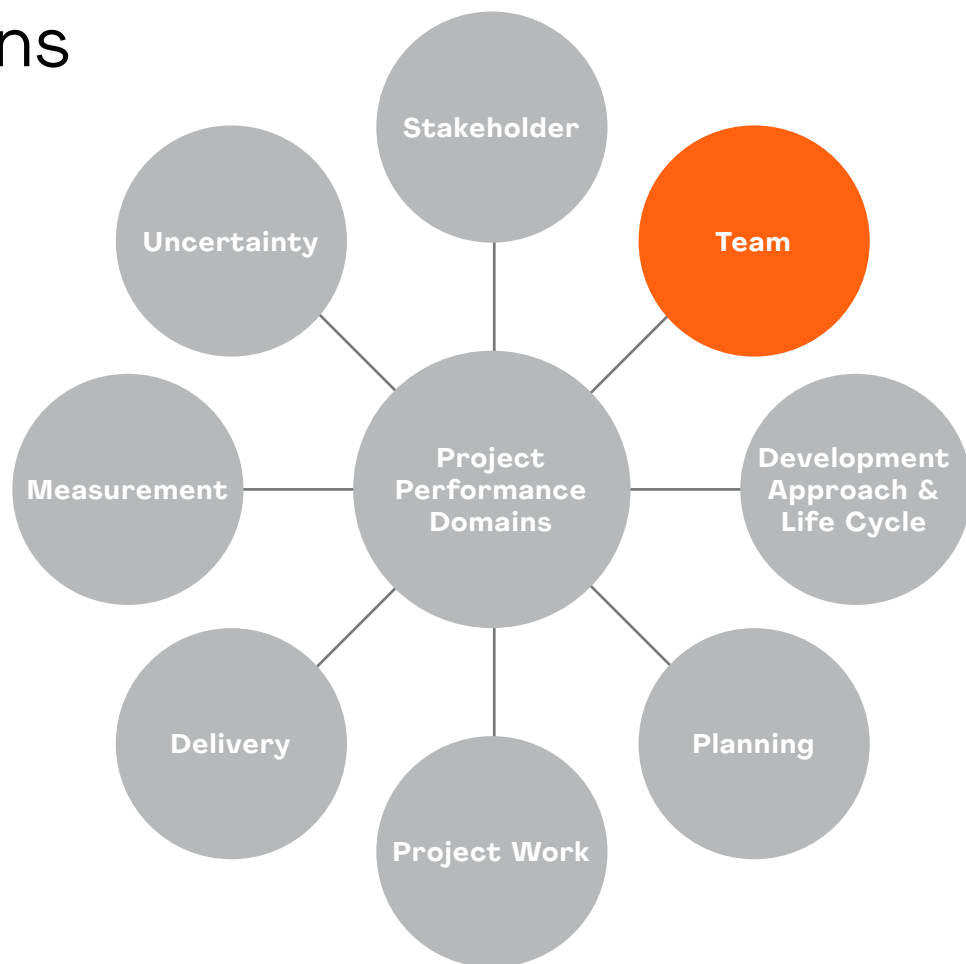 ns
Stakeholder
Uncertainty
Team
Project
Performance
Domains
Measurement
Development
Approach &
Life Cycle
Delivery
Planning
Project Work